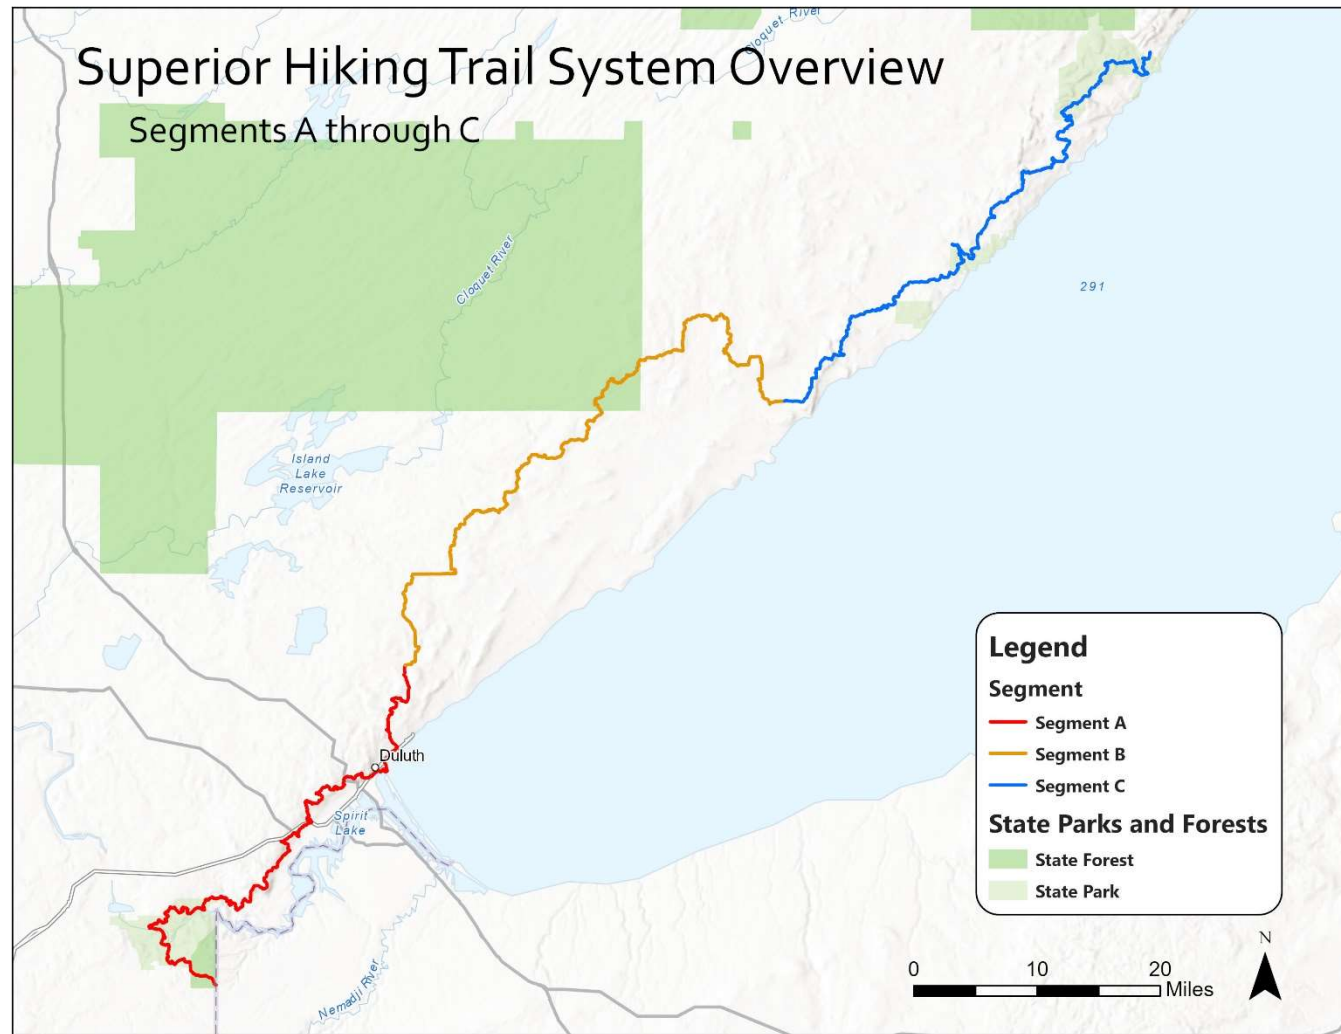 Superior Hiking Trail System Overview
Segments A through C
Cloquet River
Cloquet River
291
Island
Lake
Reservoir
Duluth
Spirit
Lake
Nemadji River
Legend
Segment
Segment A
Segment B
Segment C
State Parks and Forests
State Forest
State Park
N
0 10 20
Miles